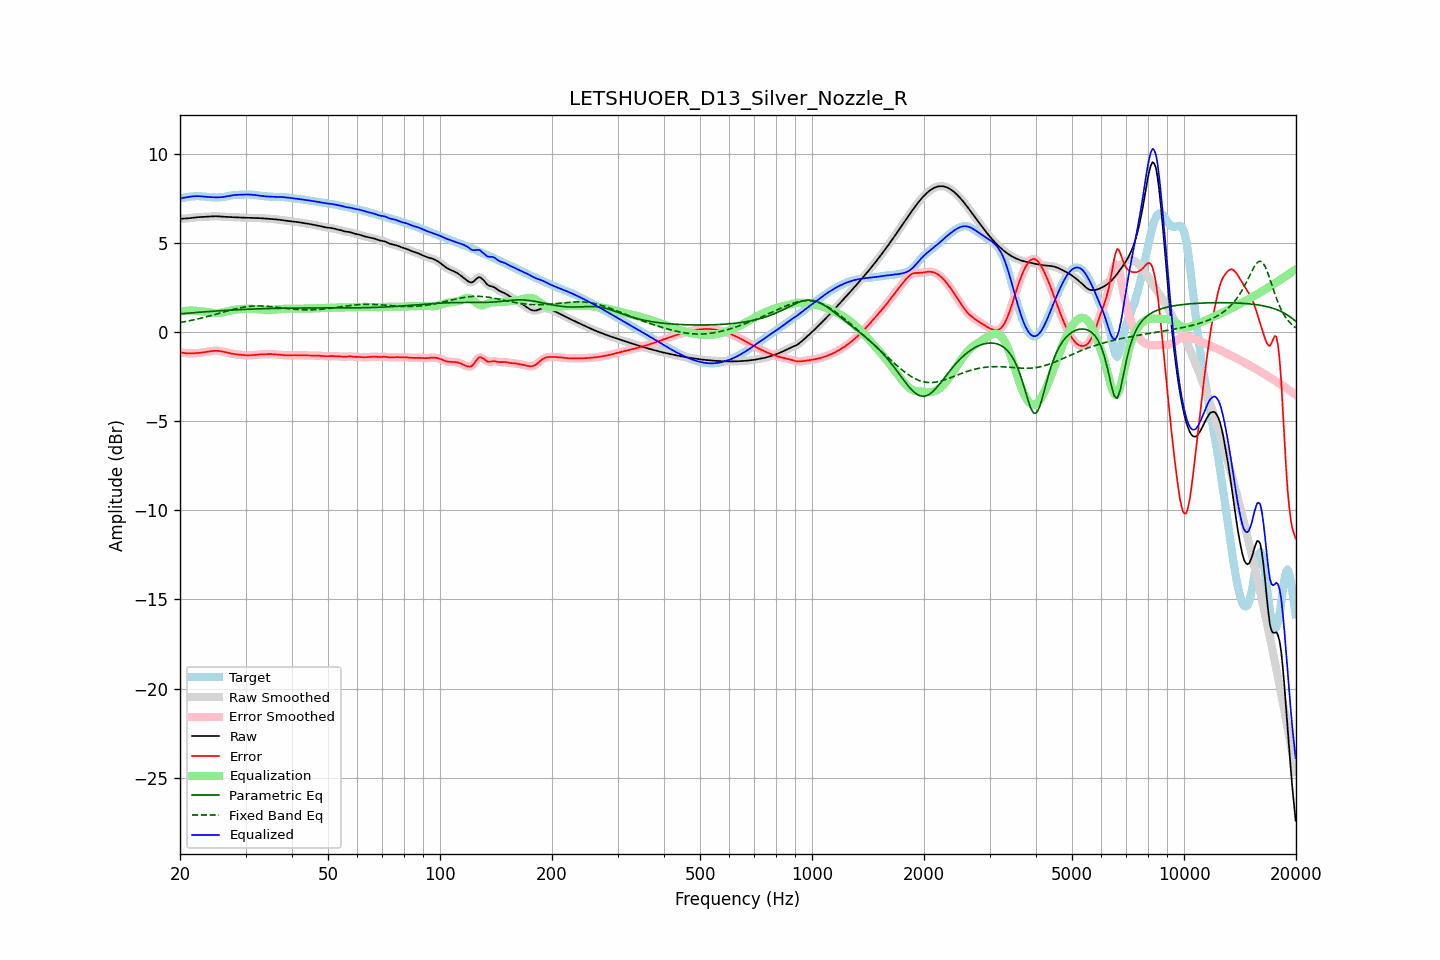 LETSHUOER_D13_Silver_Nozzle_R
Amplitude (dBr)
10
5
0
−5
−10
−15
−20
−25
Target
Raw Smoothed
Error Smoothed
Raw
Error
Equalization
Parametric Eq
Fixed Band Eq
Equalized
20 50 100 200 500 1000 2000 5000 10000 20000
Frequency (Hz)